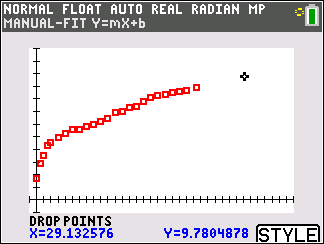 NORMAL FLOAT AUTO REAL RADIAN MP
MANUAL-FIT Y=mX+b
DROP POINTS
X=29.132576 Y=9.7804878 STYLE